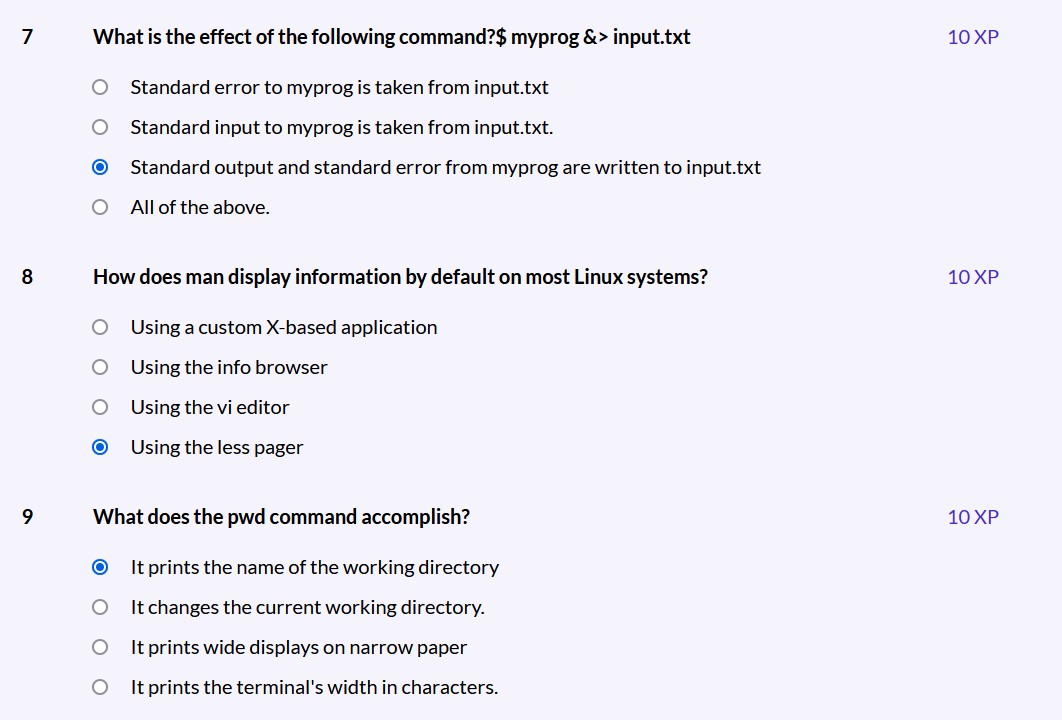 7 What is the effect of the following command?$ myprog &> input.txt 10 XP
Standard error to myprog is taken from input.txt
Standard input to myprog is taken from input.txt.
Standard output and standard error from myprog are written to input.txt
All of the above.
8 How does man display information by default on most Linux systems? 10 XP
Using a custom X-based application
Using the info browser
Using the vi editor
Using the less pager
9 What does the pwd command accomplish? 10 XP
It prints the name of the working directory
It changes the current working directory.
It prints wide displays on narrow paper
It prints the terminal's width in characters.